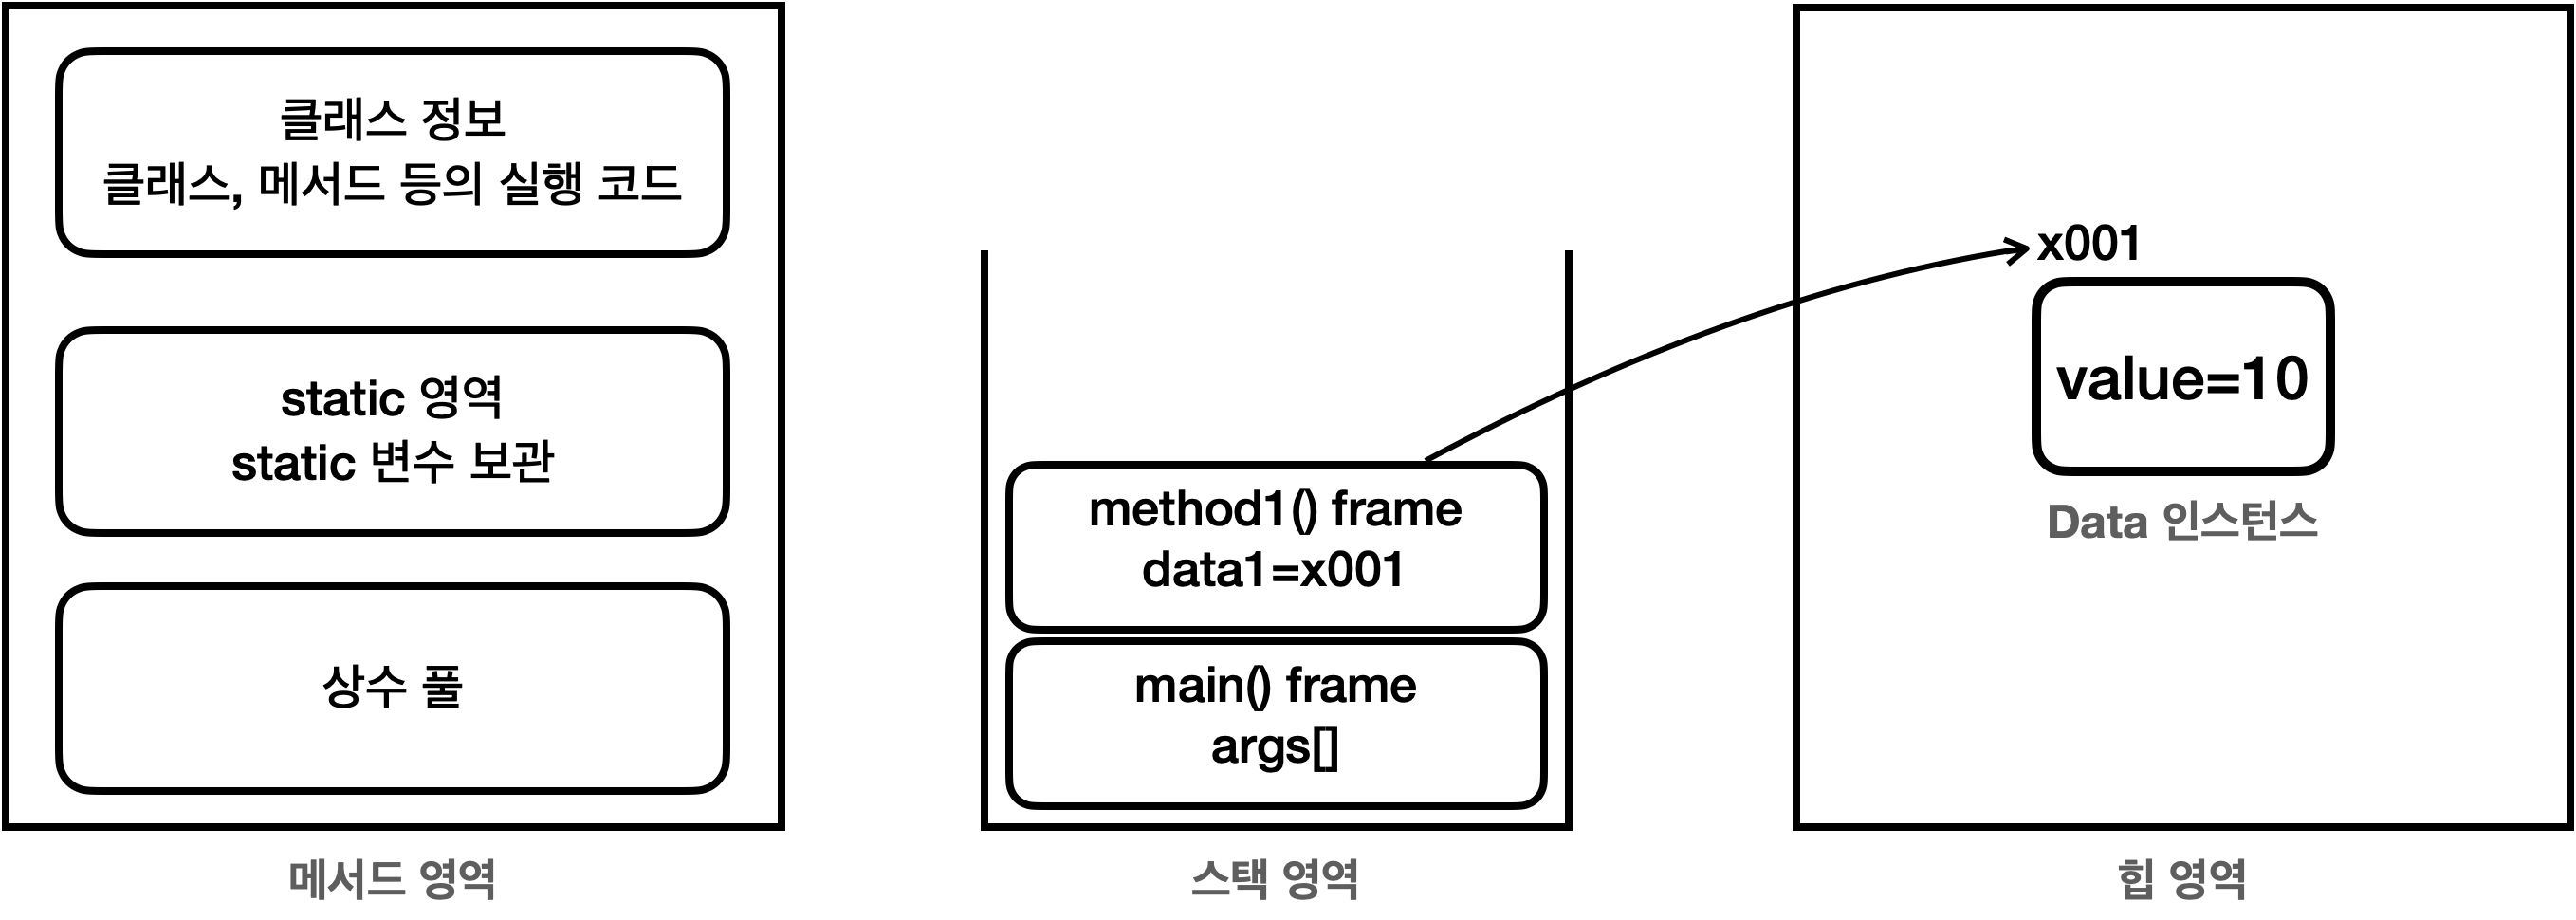 클래스 정보
클래스, 메서드 등의 실행 코드
static 영역
static 변수 보관
상수 풀
메서드 영역
method1() frame
data1=x001
main() frame
args[]
스택 영역
x001
value=10
Data 인스턴스
힙 영역